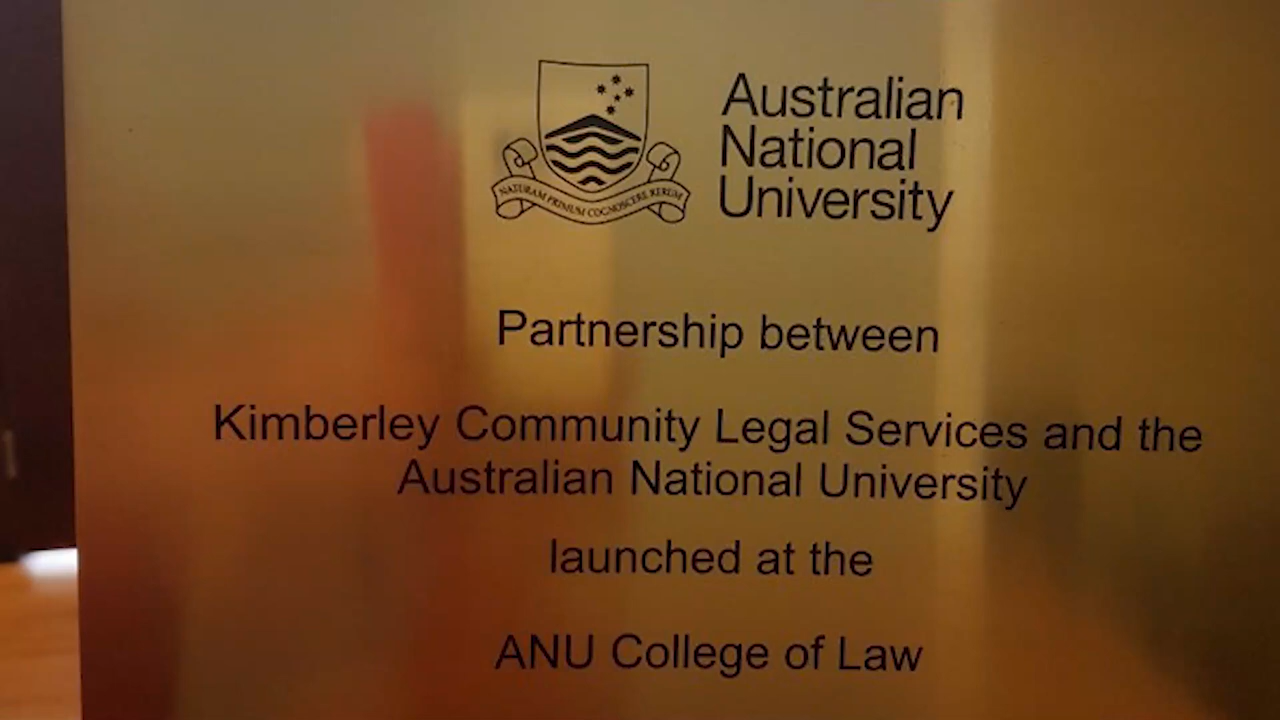 Australian
National
University
NATURAM PRIMUM COGNOSCERE RERUM
Partnership between
Kimberley Community Legal Services and the
Australian National University
launched at the
ANU College of Law